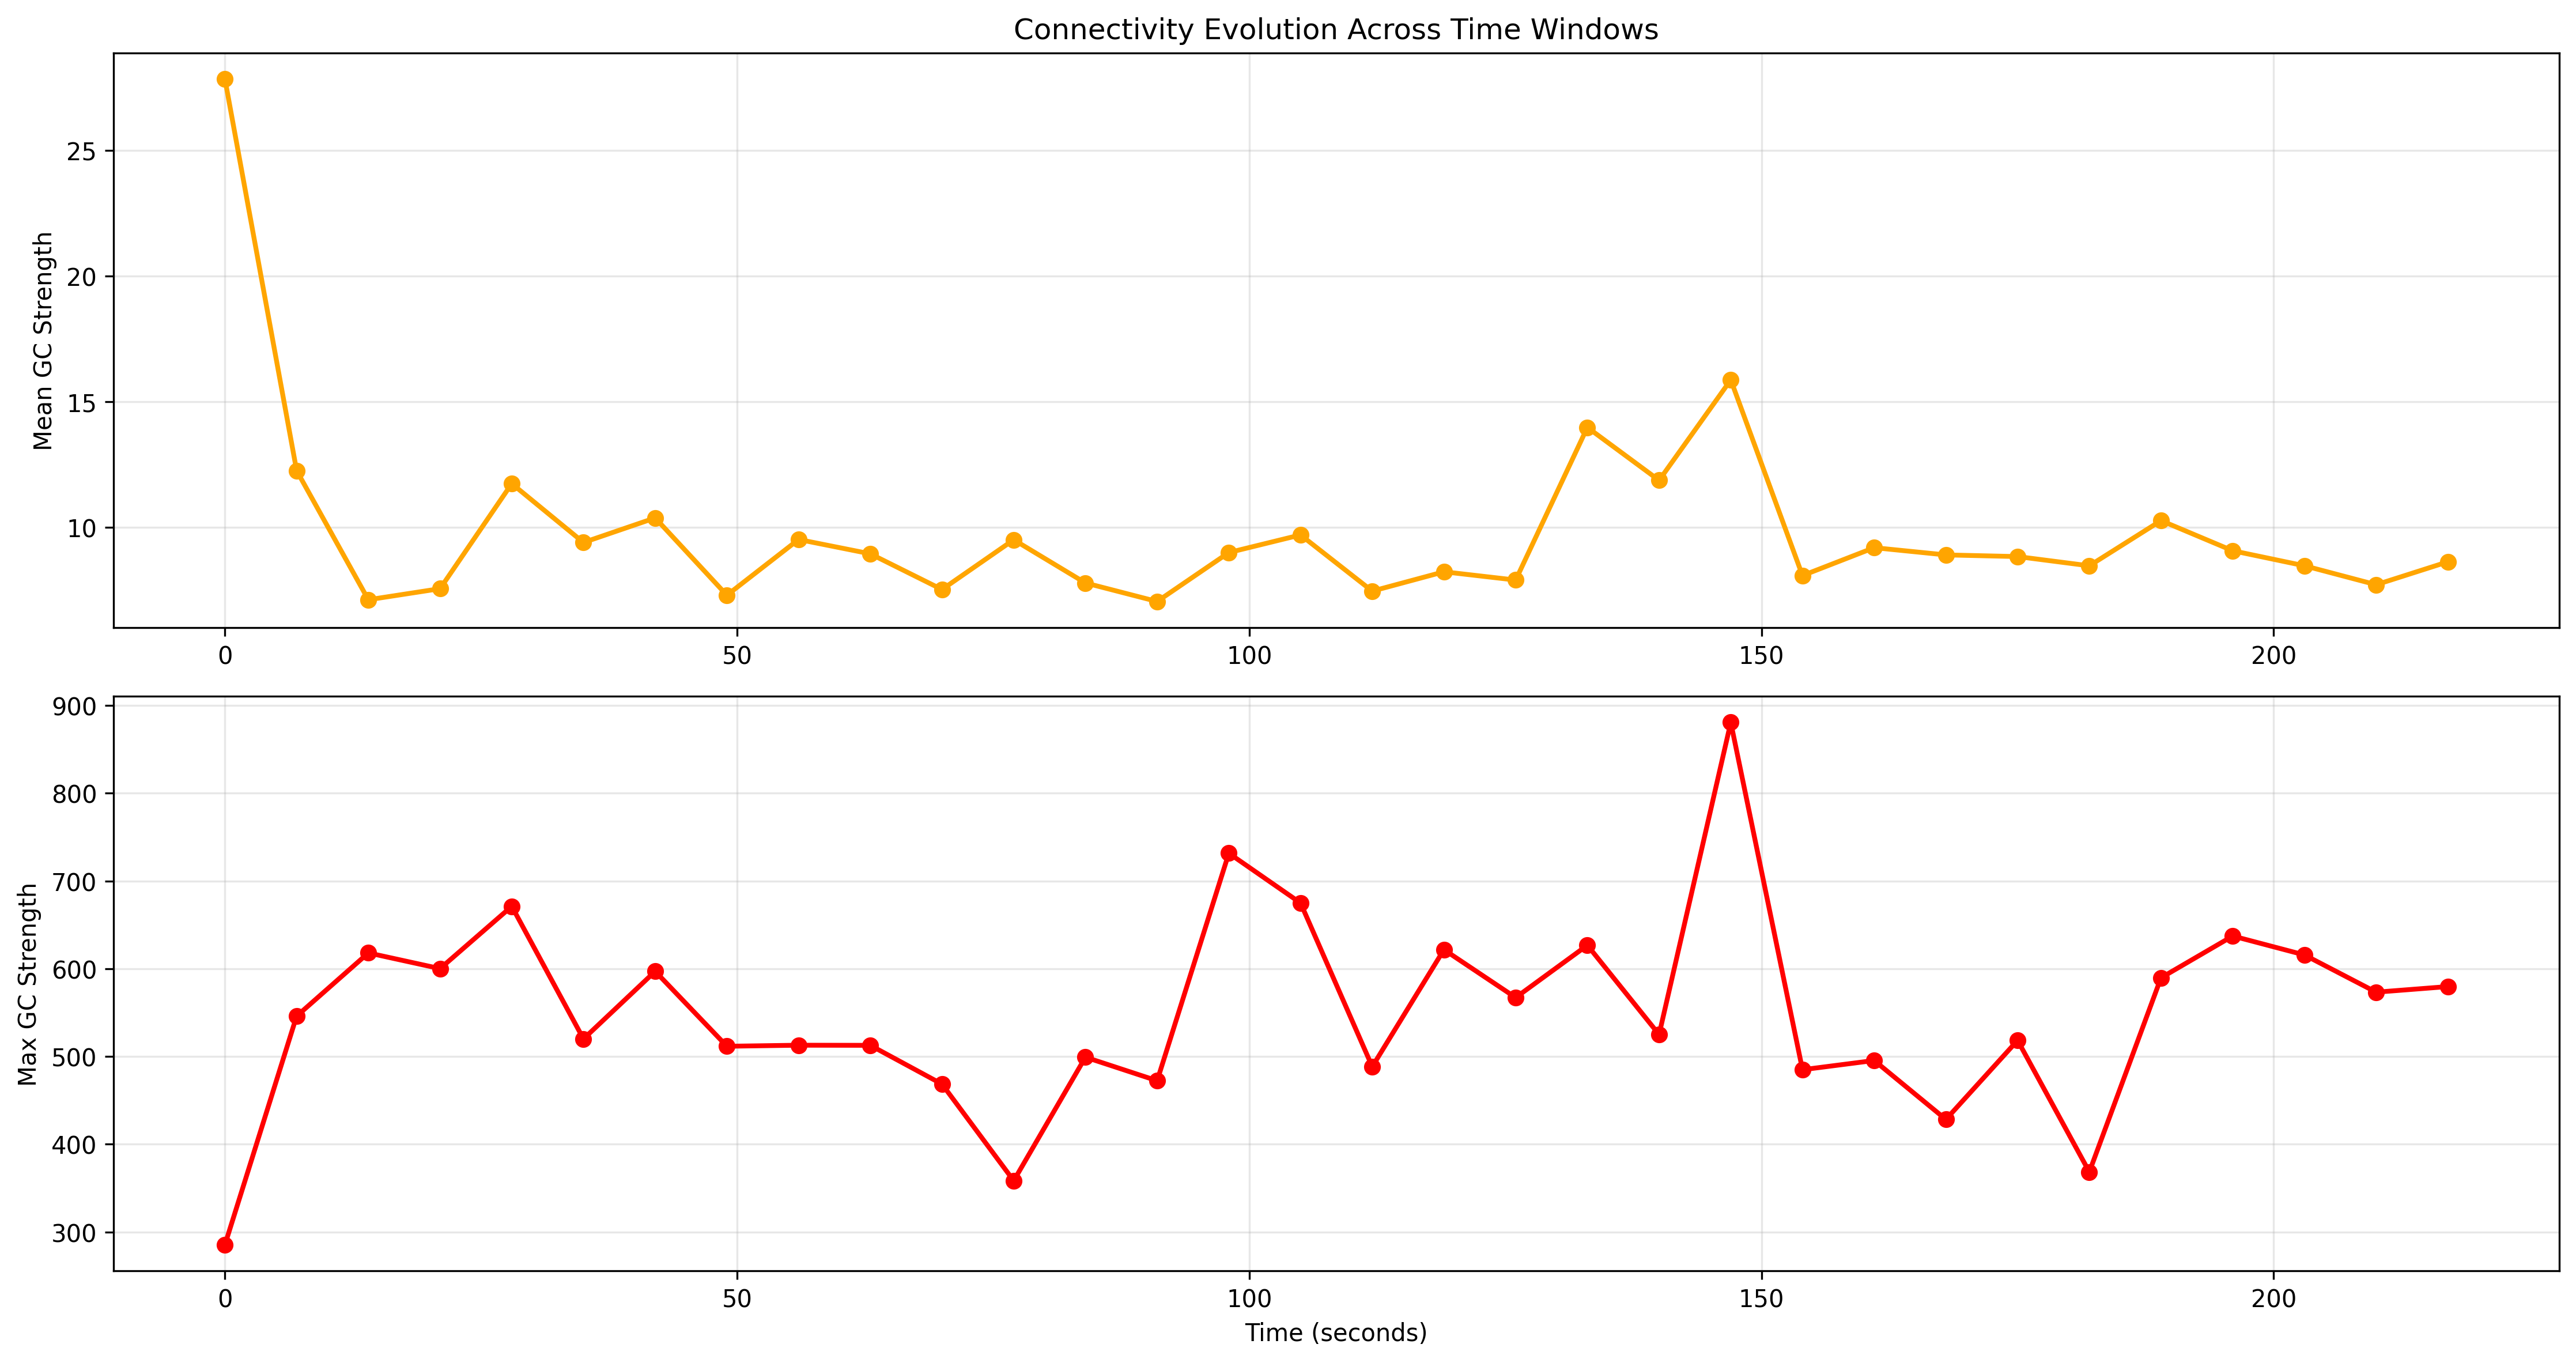 Connectivity Evolution Across Time Windows
Mean GC Strength
25
20
15
10
0 50 100 150 200
Max GC Strength
900
800
700
600
500
400
300
0 50 100 150 200
Time (seconds)